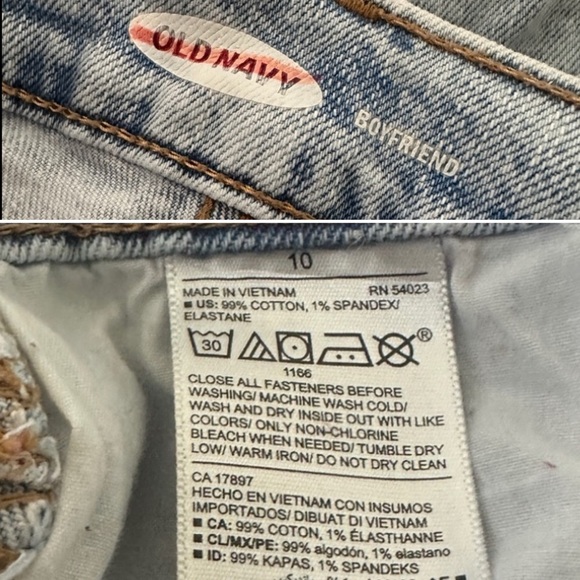 OLD NAVY
BOYFRIEND
10
MADE IN VIETNAM RN 54023
■ US: 99% COTTON, 1% SPANDEX/
ELASTANE
30 ®
1166
CLOSE ALL FASTENERS BEFORE
WASHING/ MACHINE WASH COLD/
WASH AND DRY INSIDE OUT WITH LIKE
COLORS/ ONLY NON-CHLORINE
BLEACH WHEN NEEDED/ TUMBLE DRY
LOW/ WARM IRON/ DO NOT DRY CLEAN
CA 17897
HECHO EN VIETNAM CON INSUMOS
IMPORTADOS/ DIBUAT DI VIETNAM
■ CA: 99% COTON, 1% ÉLASTHANNE
■ CL/MX/PE: 99% algodón, 1% elastano
■ ID: 99% KAPAS, 1% SPANDEKS